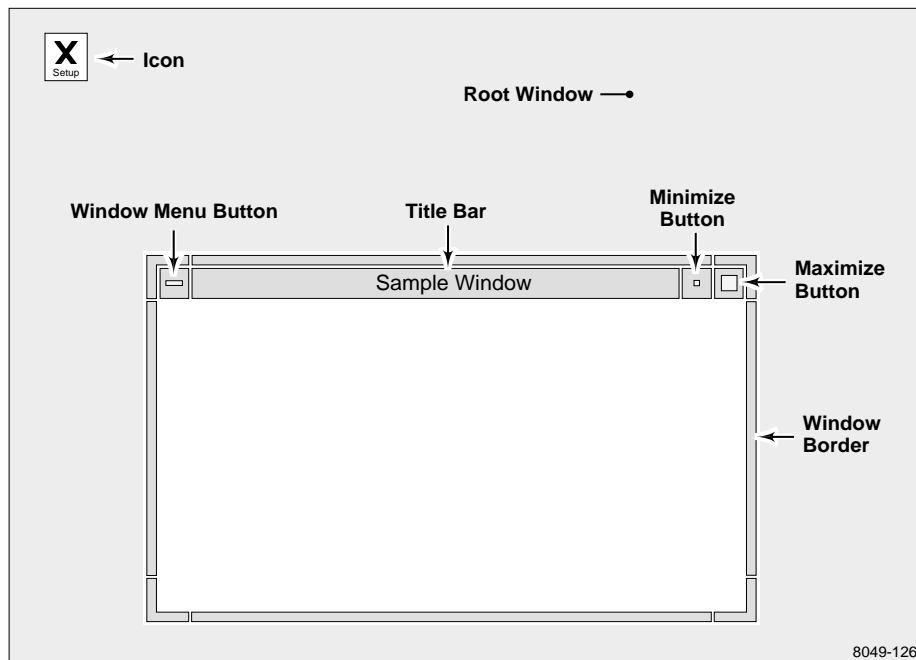 X
Setup
Icon
Root Window
Window Menu Button
Title Bar
Minimize
Button
Sample Window
Maximize
Button
Window
Border
8049-126